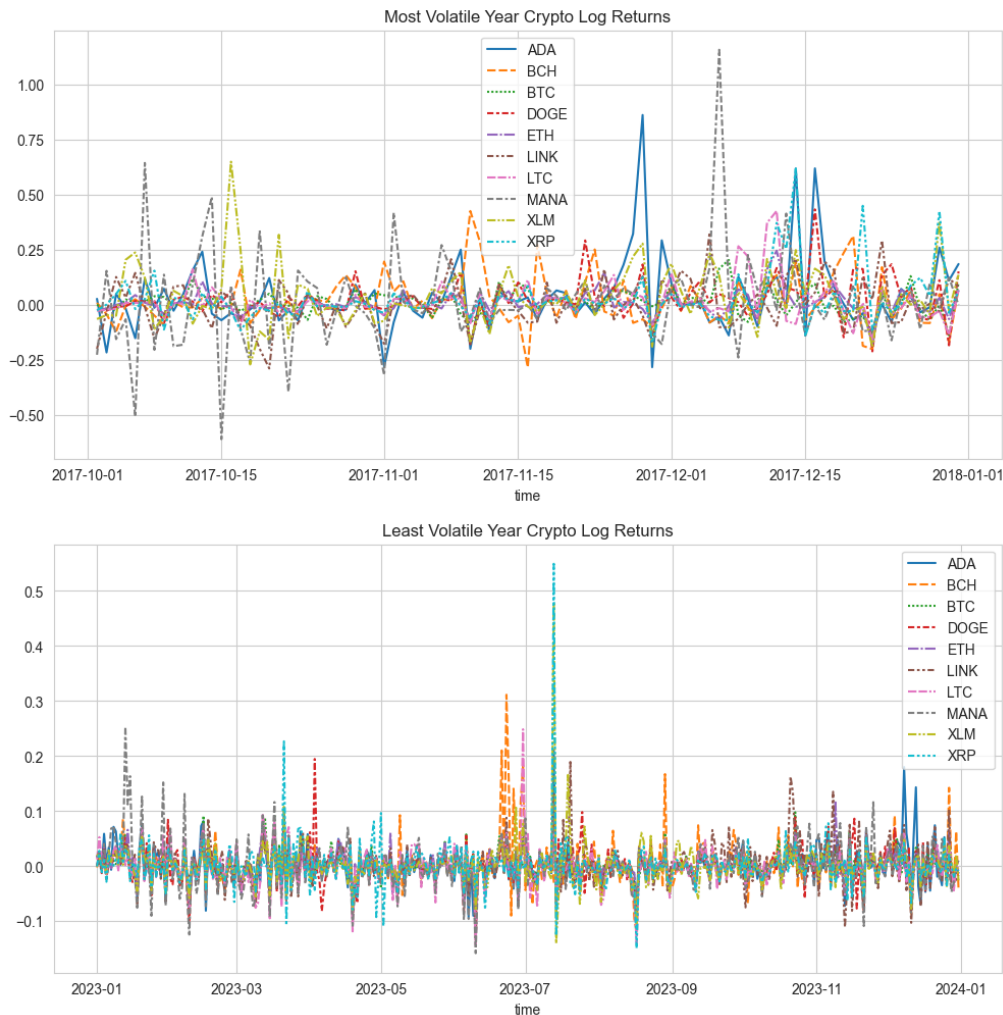 Most Volatile Year Crypto Log Returns
ADA
BCH
BTC
DOGE
ETH
LINK
LTC
MANA
XLM
XRP
1.00
0.75
0.50
0.25
0.00
−0.25
−0.50
2017-10-01 2017-10-15 2017-11-01 2017-11-15 2017-12-01 2017-12-15 2018-01-01
time
Least Volatile Year Crypto Log Returns
ADA
BCH
BTC
DOGE
ETH
LINK
LTC
MANA
XLM
XRP
0.5
0.4
0.3
0.2
0.1
0.0
−0.1
2023-01 2023-03 2023-05 2023-07 2023-09 2023-11 2024-01
time